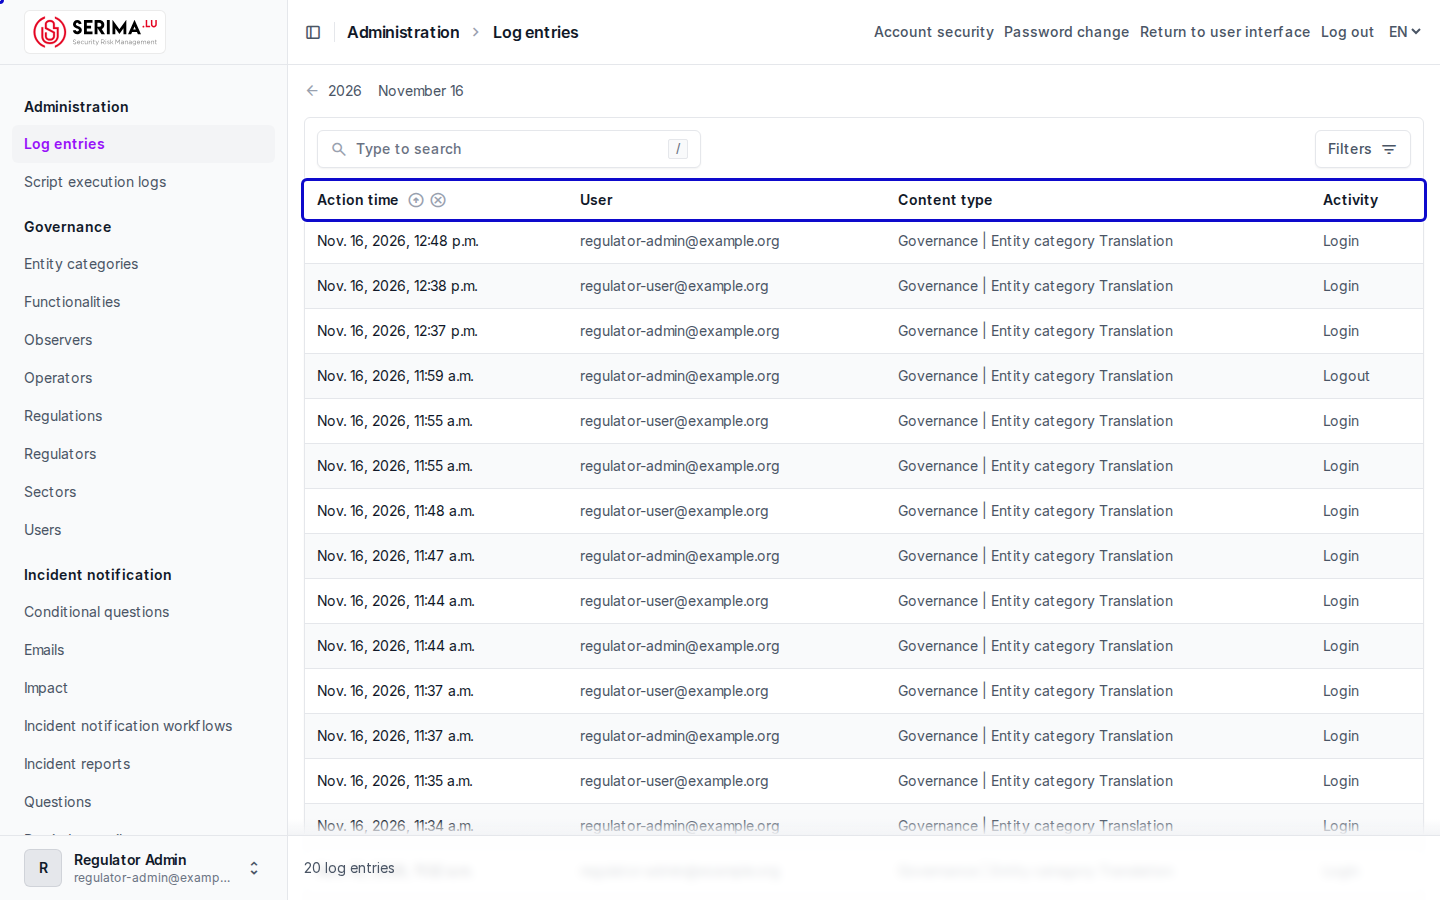 SERIMA.LU
Security Risk Management
Administration
Log entries
Script execution logs
Governance
Entity categories
Functionalities
Observers
Operators
Regulations
Regulators
Sectors
Users
Incident notification
Conditional questions
Emails
Impact
Incident notification workflows
Incident reports
Questions
R
Regulator Admin
regulator-admin@examp...
Administration > Log entries
Account security Password change Return to user interface Log out EN
2026 November 16
Type to search /
Filters
Action time User Content type Activity
Nov. 16, 2026, 12:48 p.m. regulator-admin@example.org Governance | Entity category Translation Login
Nov. 16, 2026, 12:38 p.m. regulator-user@example.org Governance | Entity category Translation Login
Nov. 16, 2026, 12:37 p.m. regulator-admin@example.org Governance | Entity category Translation Login
Nov. 16, 2026, 11:59 a.m. regulator-admin@example.org Governance | Entity category Translation Logout
Nov. 16, 2026, 11:55 a.m. regulator-user@example.org Governance | Entity category Translation Login
Nov. 16, 2026, 11:55 a.m. regulator-admin@example.org Governance | Entity category Translation Login
Nov. 16, 2026, 11:48 a.m. regulator-user@example.org Governance | Entity category Translation Login
Nov. 16, 2026, 11:47 a.m. regulator-admin@example.org Governance | Entity category Translation Login
Nov. 16, 2026, 11:44 a.m. regulator-user@example.org Governance | Entity category Translation Login
Nov. 16, 2026, 11:44 a.m. regulator-admin@example.org Governance | Entity category Translation Login
Nov. 16, 2026, 11:37 a.m. regulator-user@example.org Governance | Entity category Translation Login
Nov. 16, 2026, 11:37 a.m. regulator-admin@example.org Governance | Entity category Translation Login
Nov. 16, 2026, 11:35 a.m. regulator-user@example.org Governance | Entity category Translation Login
Nov. 16, 2026, 11:34 a.m. regulator-admin@example.org Governance | Entity category Translation Login
20 log entries